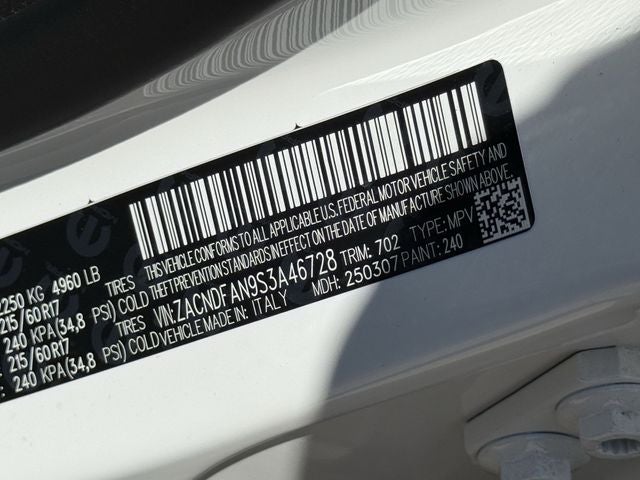 THIS VEHICLE CONFORMS TO ALL APPLICABLE U.S. FEDERAL MOTOR VEHICLE SAFETY AND
THEFT PREVENTION STANDARDS IN EFFECT ON THE DATE OF MANUFACTURE SHOWN ABOVE.
2250 KG 4960 LB
215/60R17 TIRES
240 KPA(34,8 PSI) COLD
215/60R17 TIRES
240 KPA(34,8 PSI) COLD
VIN:ZACNDFAN9S3A46728 TRIM: 702 TYPE: MPV
VEHICLE MADE IN: ITALY MDH: 250307 PAINT: 240